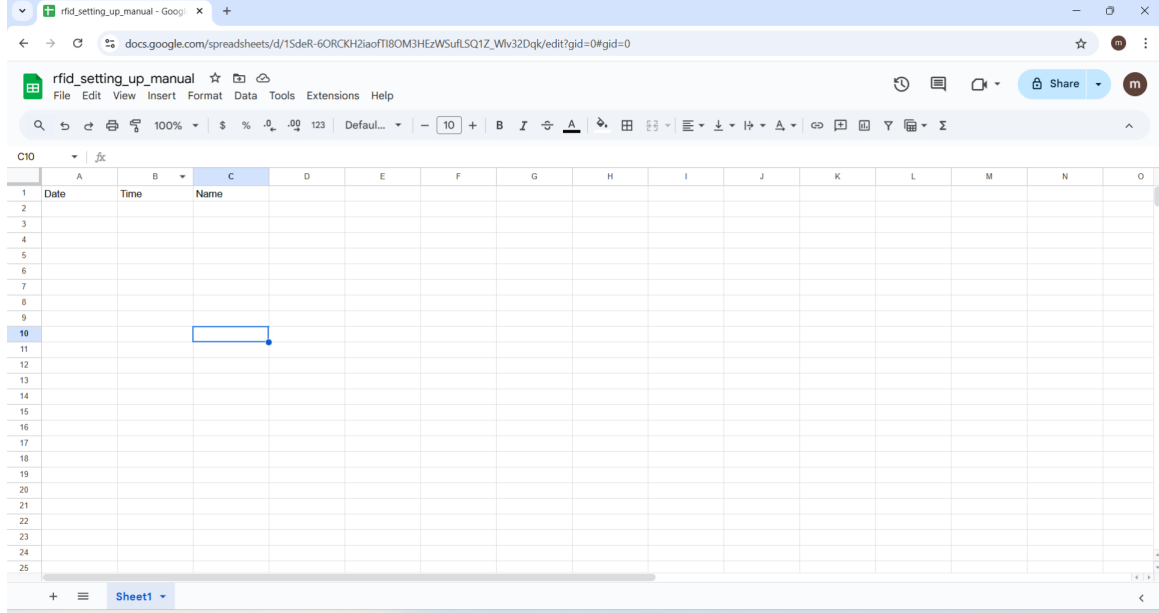 rfid_setting_up_manual - Googl
docs.google.com/spreadsheets/d/1SdeR-6ORCKH2iaofTI8OM3HEzWSufLSQ1Z_Wlv32Dqk/edit?gid=0#gid=0
m
rfid_setting_up_manual
File Edit View Insert Format Data Tools Extensions Help
Share
m
100% $ % .0 .00 123 Defaul... - 10 + B I A
C10 fx
A B C D E F G H I J K L M N O
1 Date Time Name
2
3
4
5
6
7
8
9
10
11
12
13
14
15
16
17
18
19
20
21
22
23
24
25
+ Sheet1